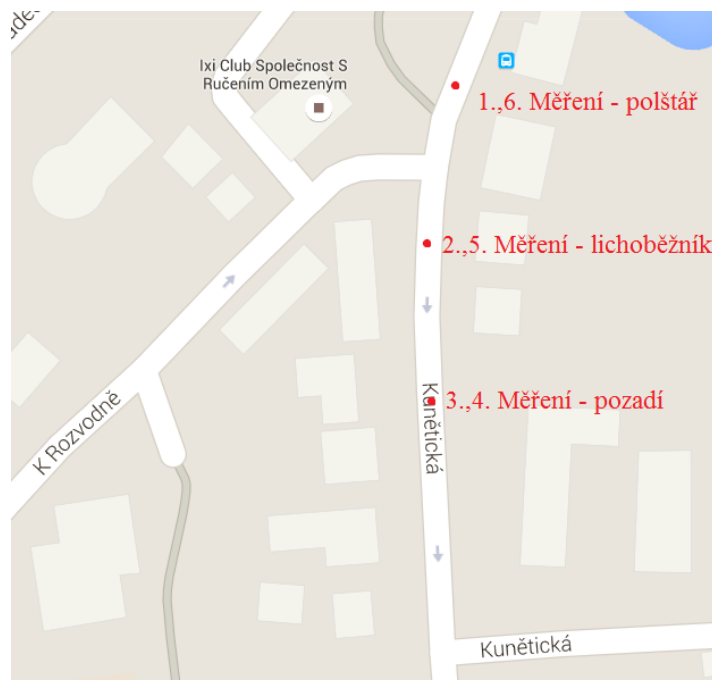 Ixi Club Společnost S
Ručením Omezeným
1.,6. Měření - polštář
2.,5. Měření - lichoběžník
Kunětická
3.,4. Měření - pozadí
K Rozvodně
Kunětická